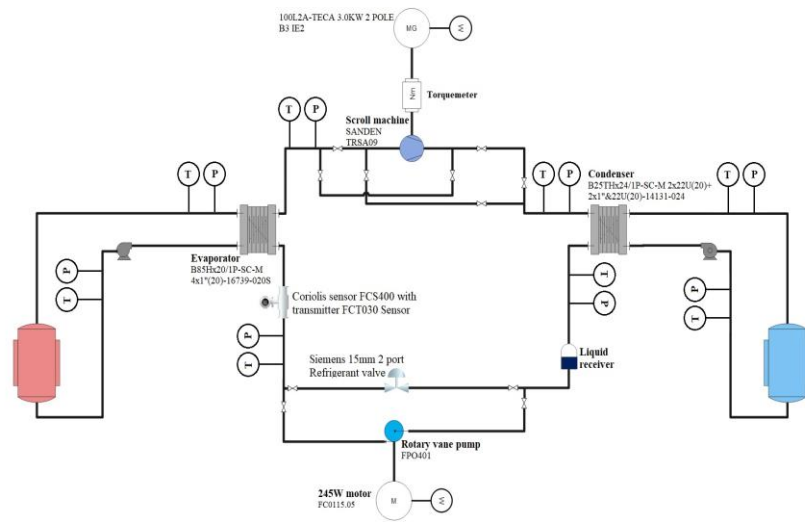 100L2A-TECA 3.0KW 2 POLE
B3 IE2
MG
W
Nm
Torquemeter
Scroll machine
SANDEN
TRSA09
T
P
T
P
T
P
T
P
Condenser
B25THx24/1P-SC-M 2x22U(20)+
2x1"&22U(20)-14131-024
Evaporator
B85Hx20/1P-SC-M
4x1"(20)-16739-020S
P
T
T
P
P
T
Coriolis sensor FCS400 with
transmitter FCT030 Sensor
P
T
Siemens 15mm 2 port
Refrigerant valve
Liquid
receiver
Rotary vane pump
FPO401
245W motor
FC0115.05
M
W